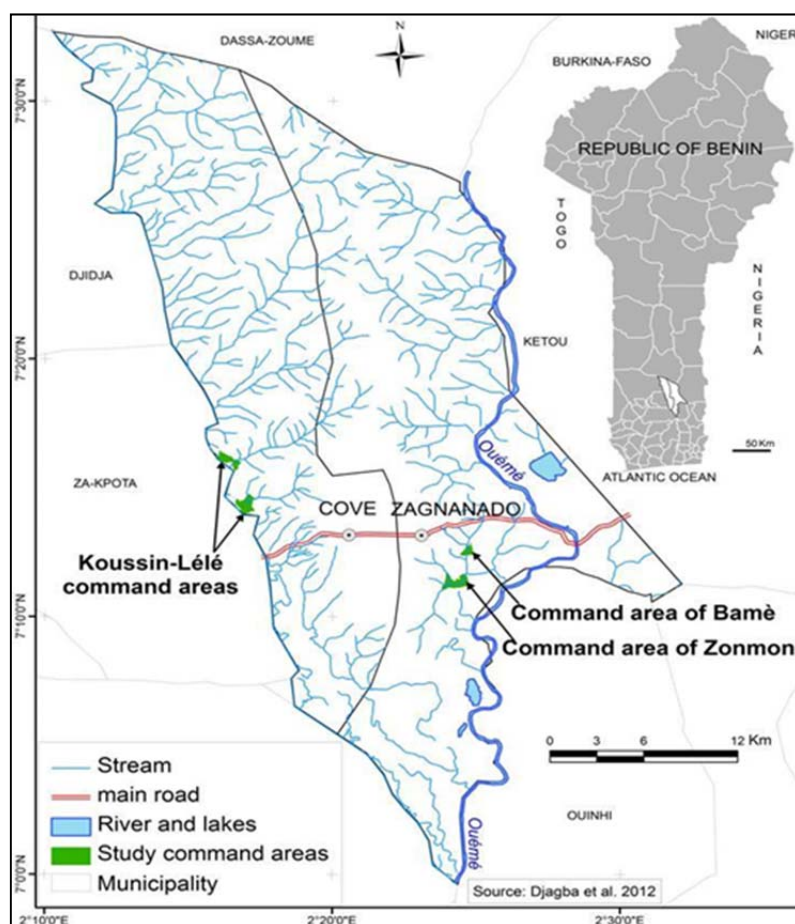 DASSA-ZOUME
N
NIGER
BURKINA-FASO
7°30'0"N
REPUBLIC OF BENIN
TOGO
NIGERIA
DJIDJA
KETOU
7°20'0"N
50 Km
Ouémé
ATLANTIC OCEAN
ZA-KPOTA
COVE ZAGNANADO
Koussin-Lélé
command areas
Command area of Bamè
7°10'0"N
Command area of Zonmon
0 3 6 12 Km
Stream
main road
River and lakes
OUINHI
Study command areas
Ouémé
Municipality
7°0'0"N
Source: Djagba et al. 2012
2°10'0"E 2°20'0"E 2°30'0"E